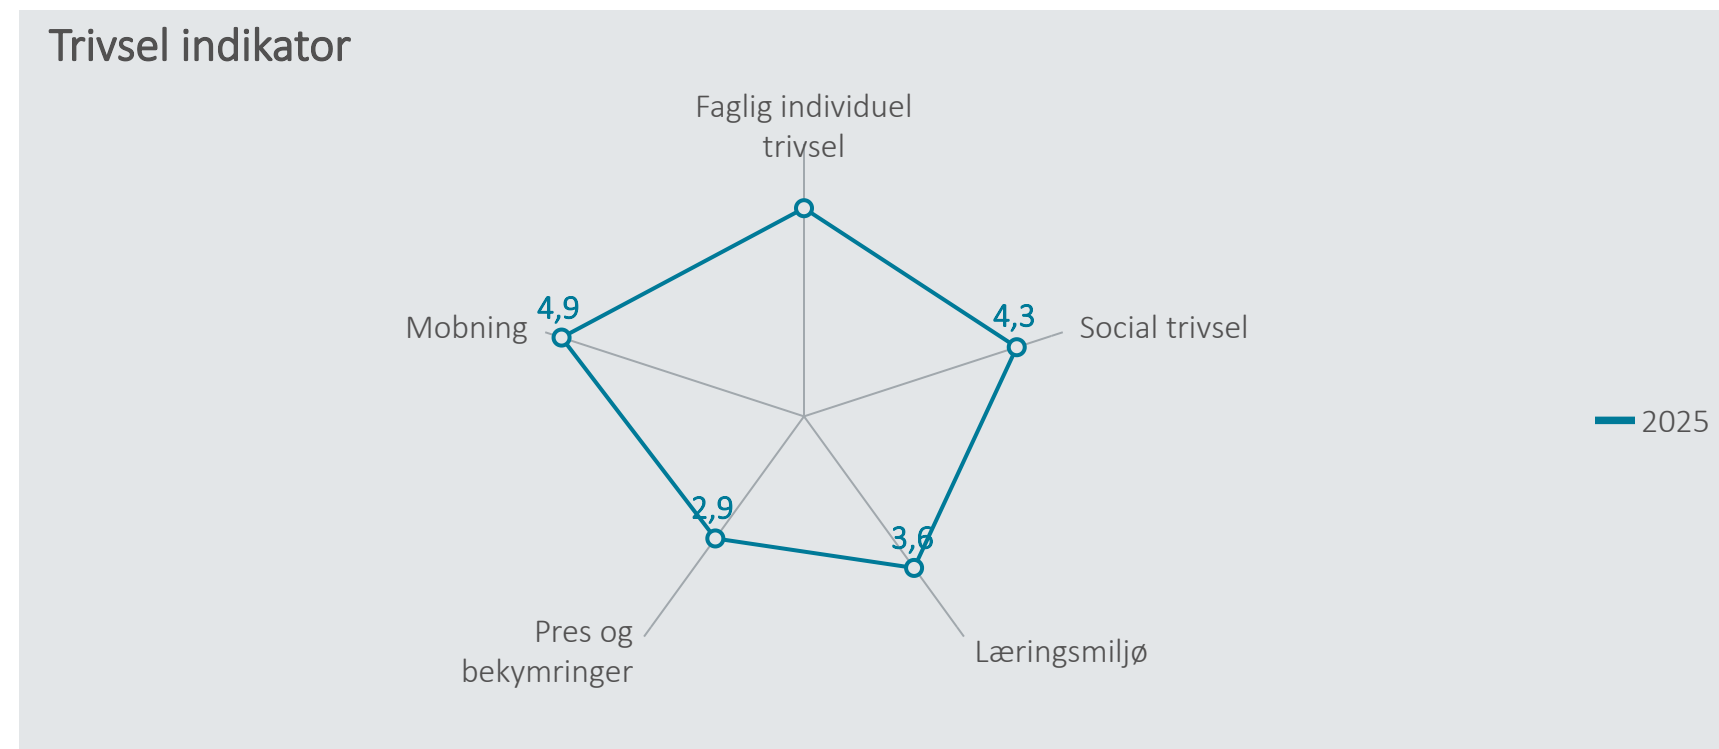 Trivsel indikator
Faglig individuel
trivsel
4,9
Mobning
4,3
Social trivsel
2025
2,9
3,6
Pres og
bekymringer
Læringsmiljø